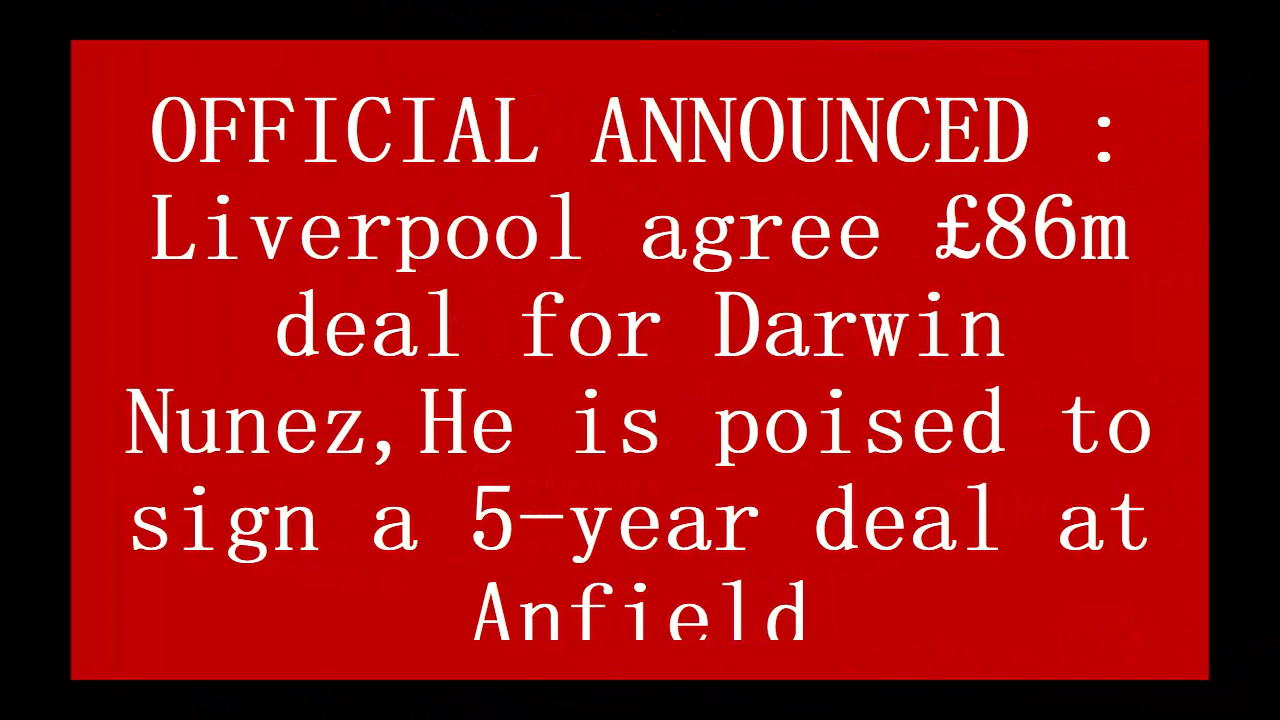 OFFICIAL ANNOUNCED :
Liverpool agree £86m
deal for Darwin
Nunez,He is poised to
sign a 5-year deal at
Anfield